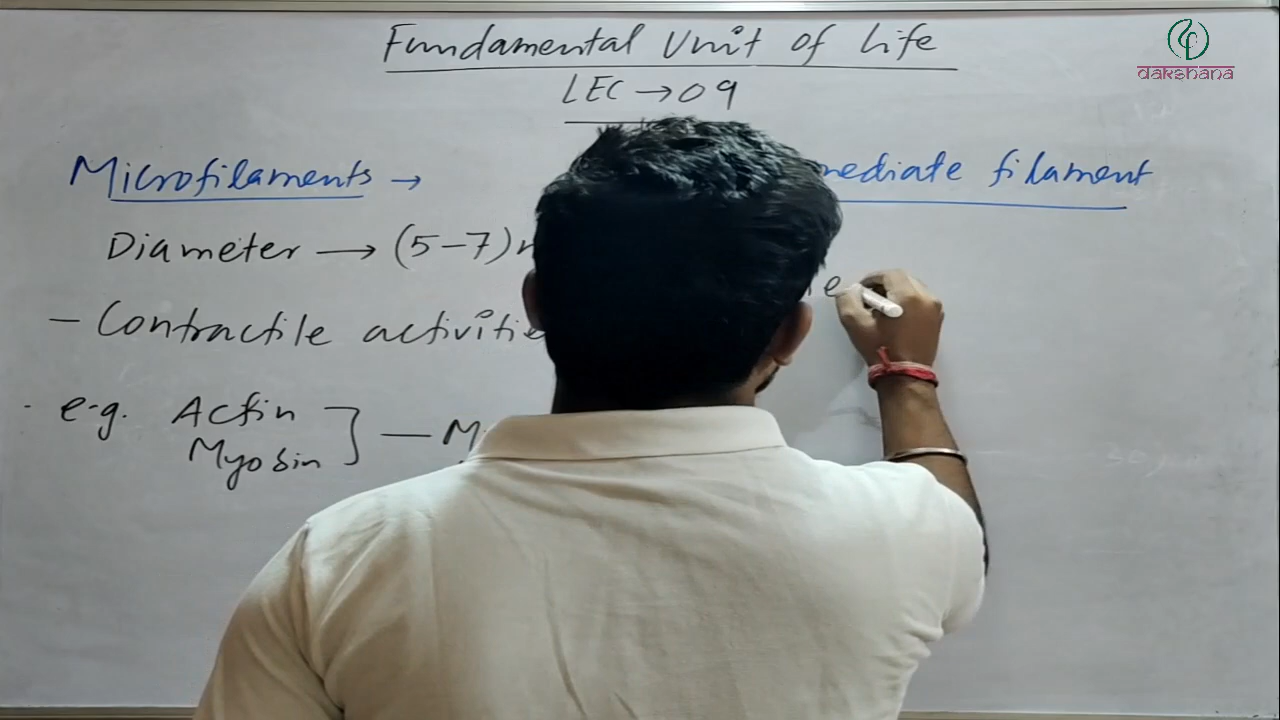 Fundamental Unit of Life
dakshana
LEC → 09
Microfilaments →
mediate filament
Diameter → (5-7)
- Contractile activitie
e-g. Actin
Myosin ] — M